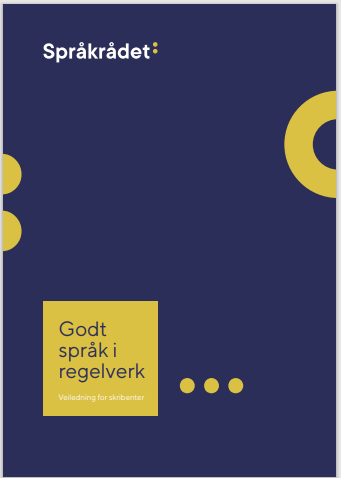 Språkrådet:
Godt
språk i
regelverk
Veiledning for skribenter